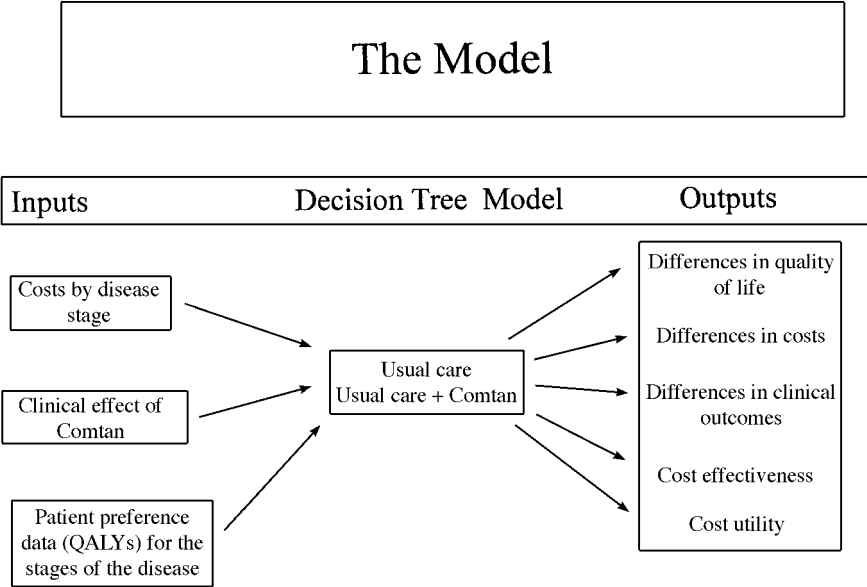 The Model
Inputs Decision Tree Model Outputs
Costs by disease
stage
Clinical effect of
Comtan
Patient preference
data (QALYs) for the
stages of the disease
Usual care
Usual care + Comtan
Differences in quality
of life
Differences in costs
Differences in clinical
outcomes
Cost effectiveness
Cost utility